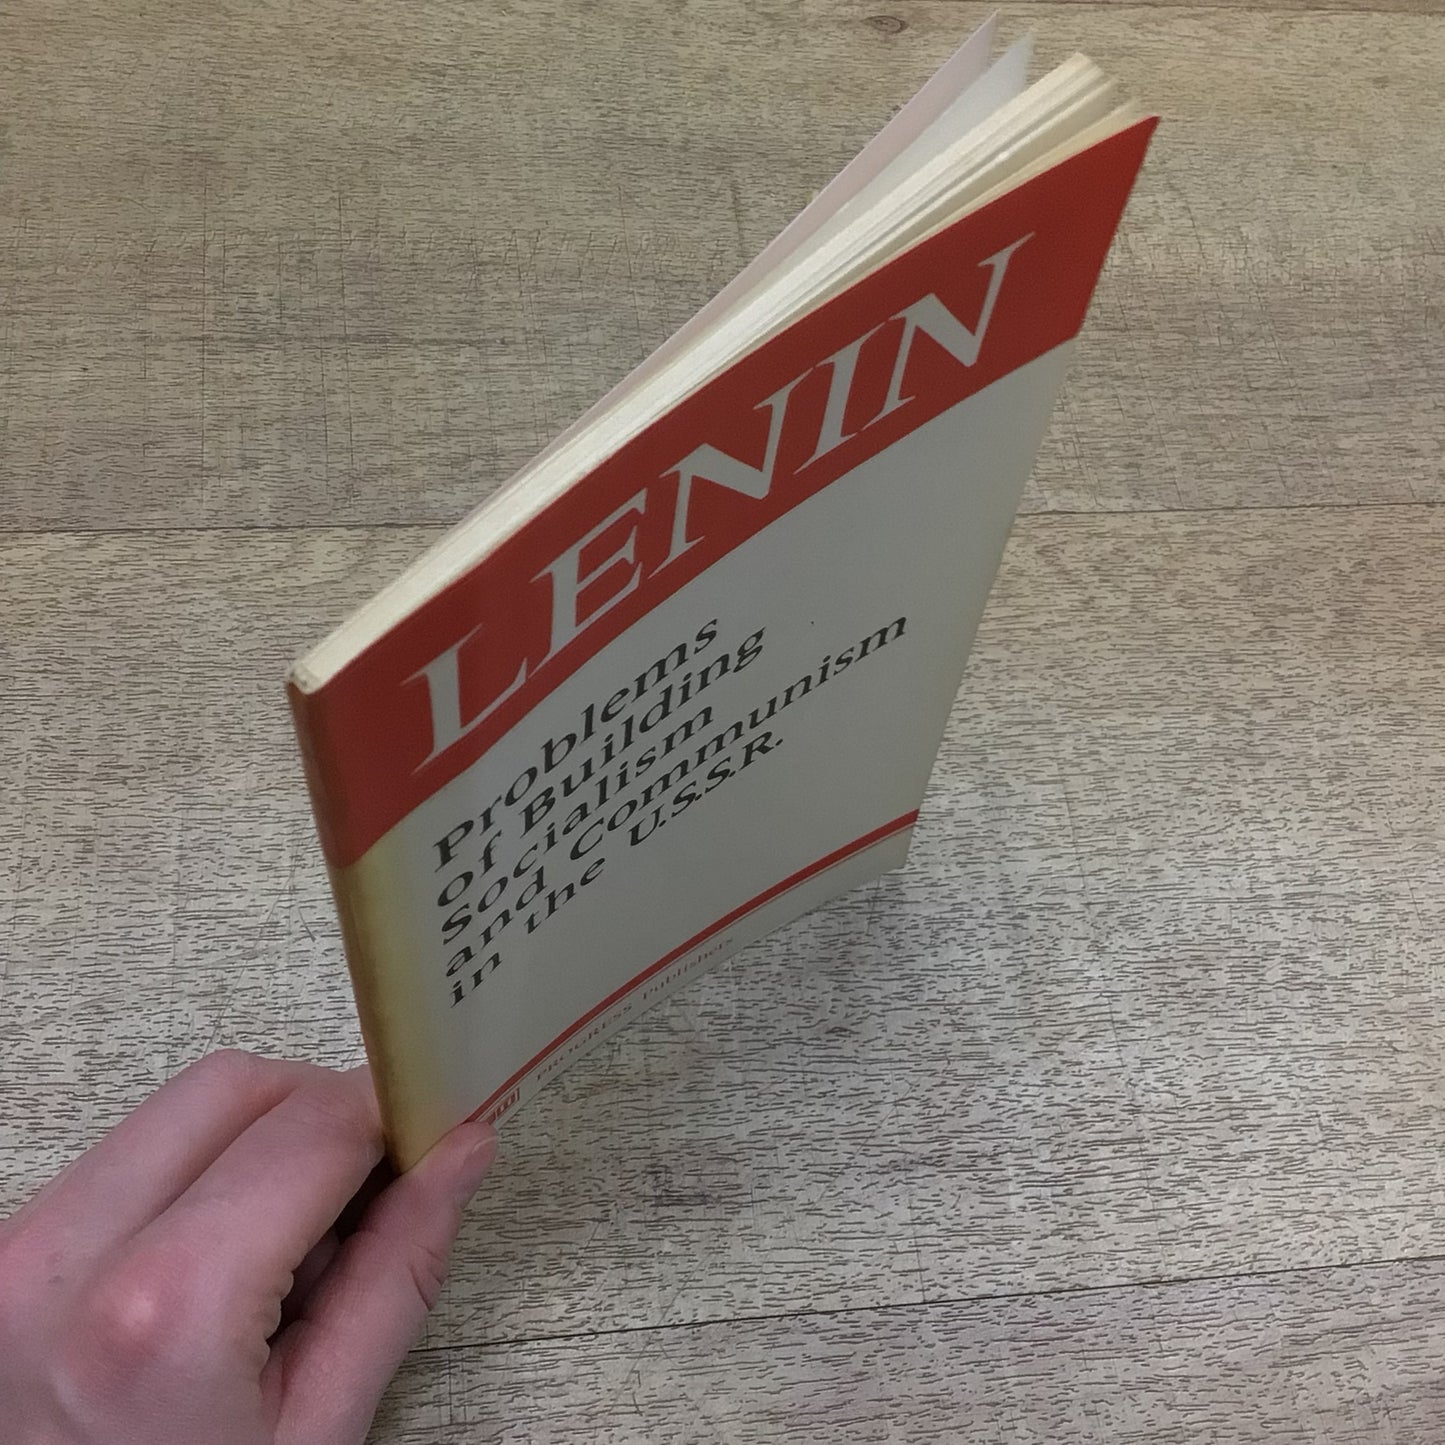 LENIN
Problems
of Building
Socialism
and Communism
in the U.S.S.R.
PROGRESS Publishers